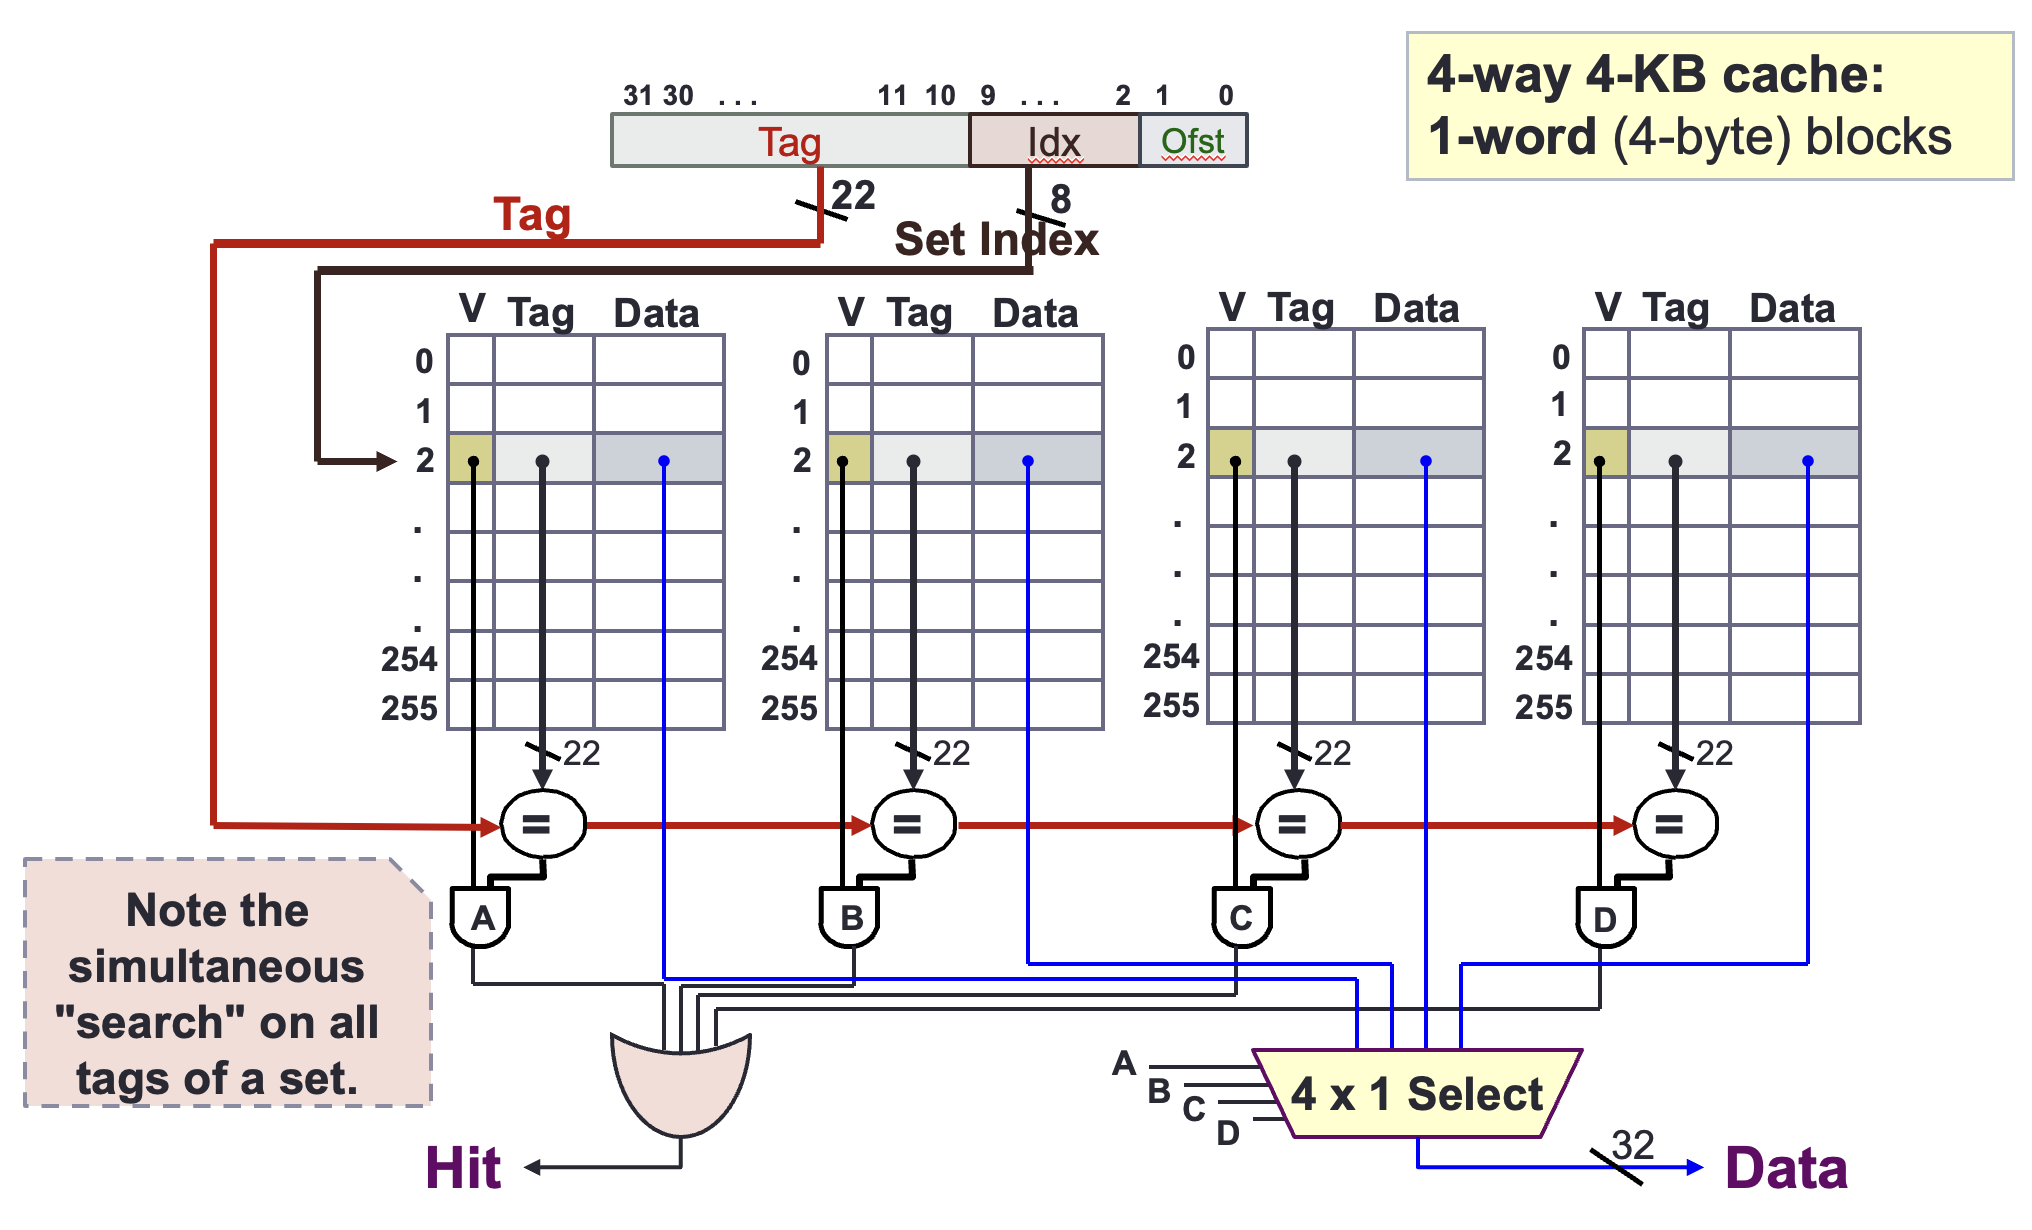 4-way 4-KB cache:
1-word (4-byte) blocks
31 30 ... 11 10 9 ... 2 1 0
Tag Idx Ofst
22 8
Tag
Set Index
V Tag Data V Tag Data V Tag Data V Tag Data
0 0 0 0
1 1 1 1
2 2 2 2
. . . .
. . . .
. . . .
254 254 254 254
255 255 255 255
22 22 22 22
= = = =
A B C D
Note the
simultaneous
"search" on all
tags of a set.
A
B
C
D
4 x 1 Select
32
Hit
Data